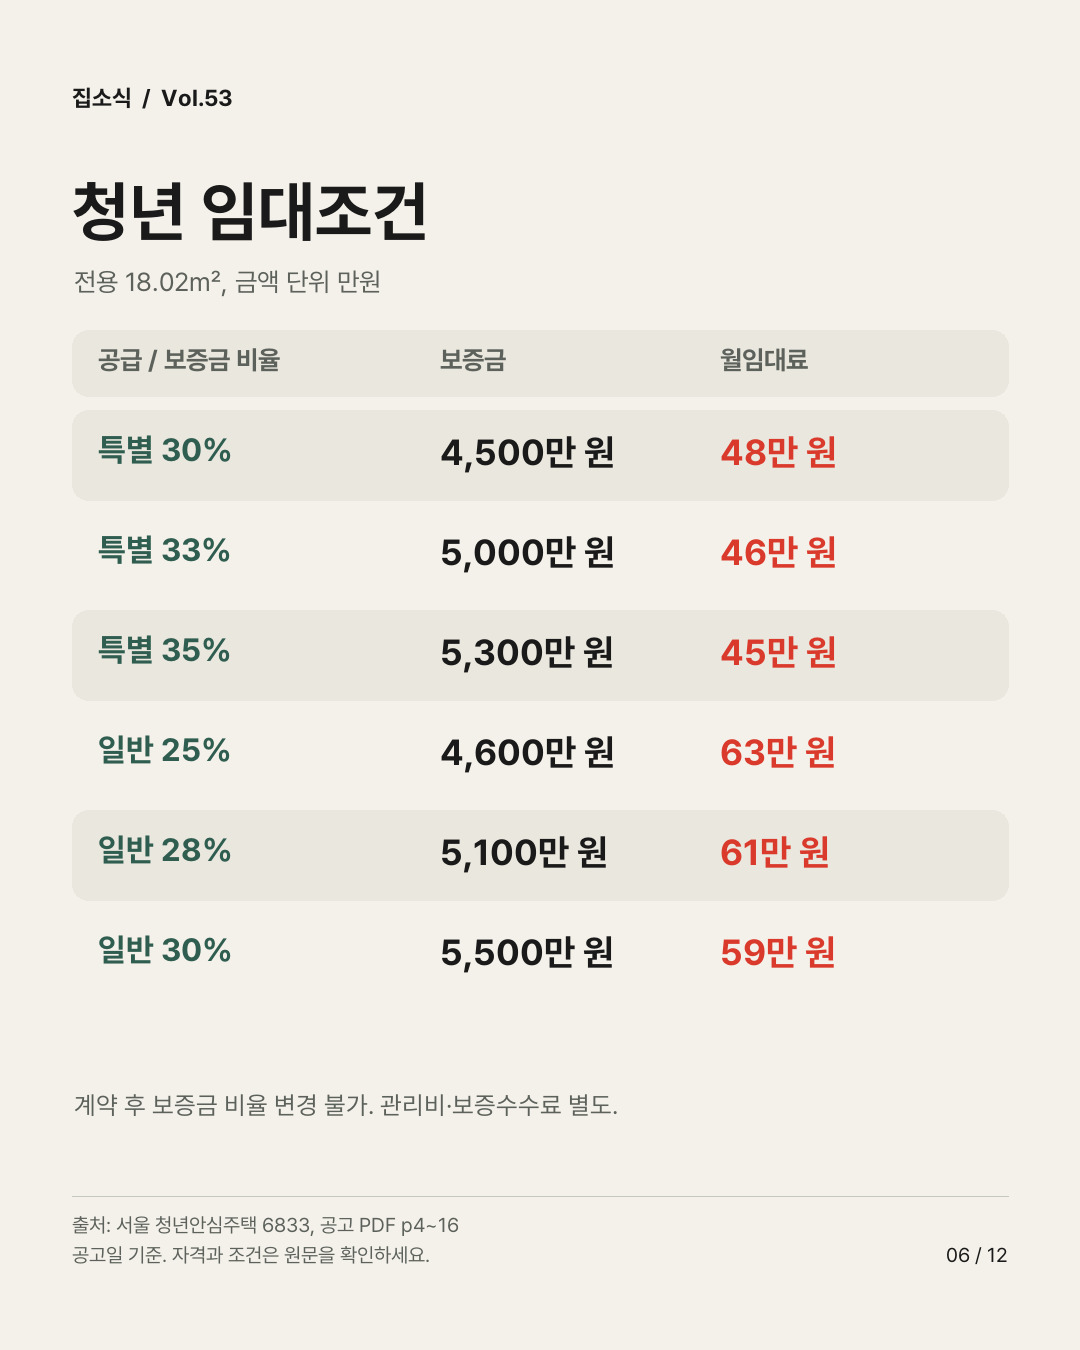 집소식 / Vol.53
청년 임대조건
전용 18.02m², 금액 단위 만원
공급 / 보증금 비율 보증금 월임대료
특별 30% 4,500만 원 48만 원
특별 33% 5,000만 원 46만 원
특별 35% 5,300만 원 45만 원
일반 25% 4,600만 원 63만 원
일반 28% 5,100만 원 61만 원
일반 30% 5,500만 원 59만 원
계약 후 보증금 비율 변경 불가. 관리비·보증수수료 별도.
출처: 서울 청년안심주택 6833, 공고 PDF p4~16
공고일 기준. 자격과 조건은 원문을 확인하세요.
06 / 12